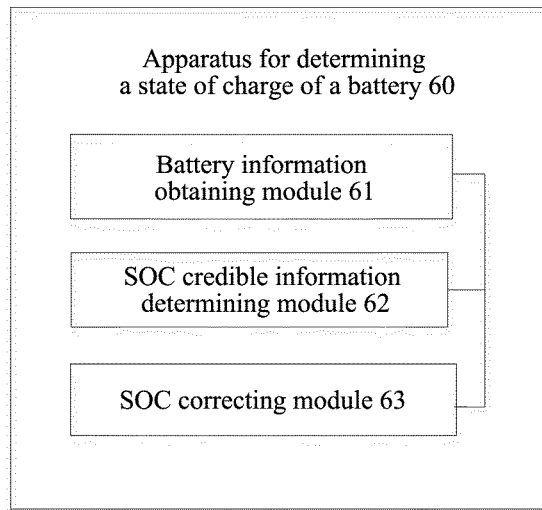 Apparatus for determining
a state of charge of a battery 60
Battery information
obtaining module 61
SOC credible information
determining module 62
SOC correcting module 63